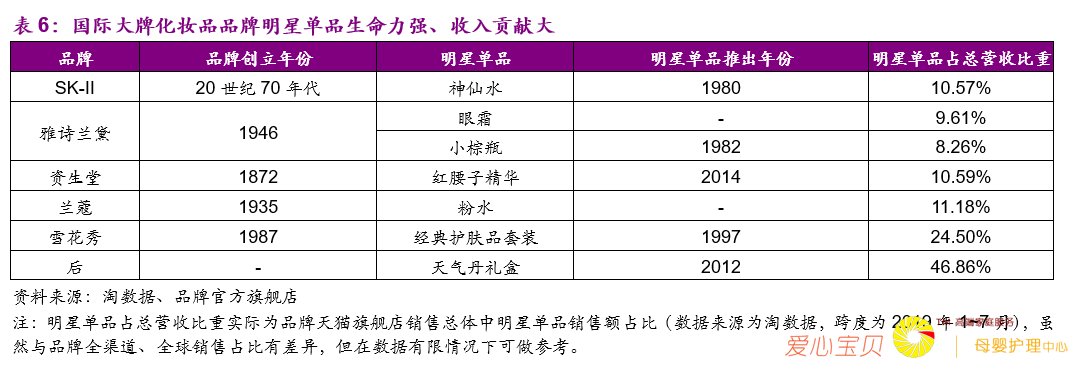 表 6：国际大牌化妆品品牌明星单品生命力强、收入贡献大
品牌 品牌创立年份 明星单品 明星单品推出年份 明星单品占总营收比重
SK-II 20 世纪 70 年代 神仙水 1980 10.57%
雅诗兰黛 1946 眼霜 - 9.61%
小棕瓶 1982 8.26%
资生堂 1872 红腰子精华 2014 10.59%
兰蔻 1935 粉水 - 11.18%
雪花秀 1987 经典护肤品套装 1997 24.50%
后 - 天气丹礼盒 2012 46.86%
资料来源：淘数据、品牌官方旗舰店
注：明星单品占总营收比重实际为品牌天猫旗舰店销售总体中明星单品销售额占比（数据来源为淘数据，跨度为 2019 年 1-7 月），虽
然与品牌全渠道、全球销售占比有差异，但在数据有限情况下可做参考。
爱心宝贝
母婴护理中心